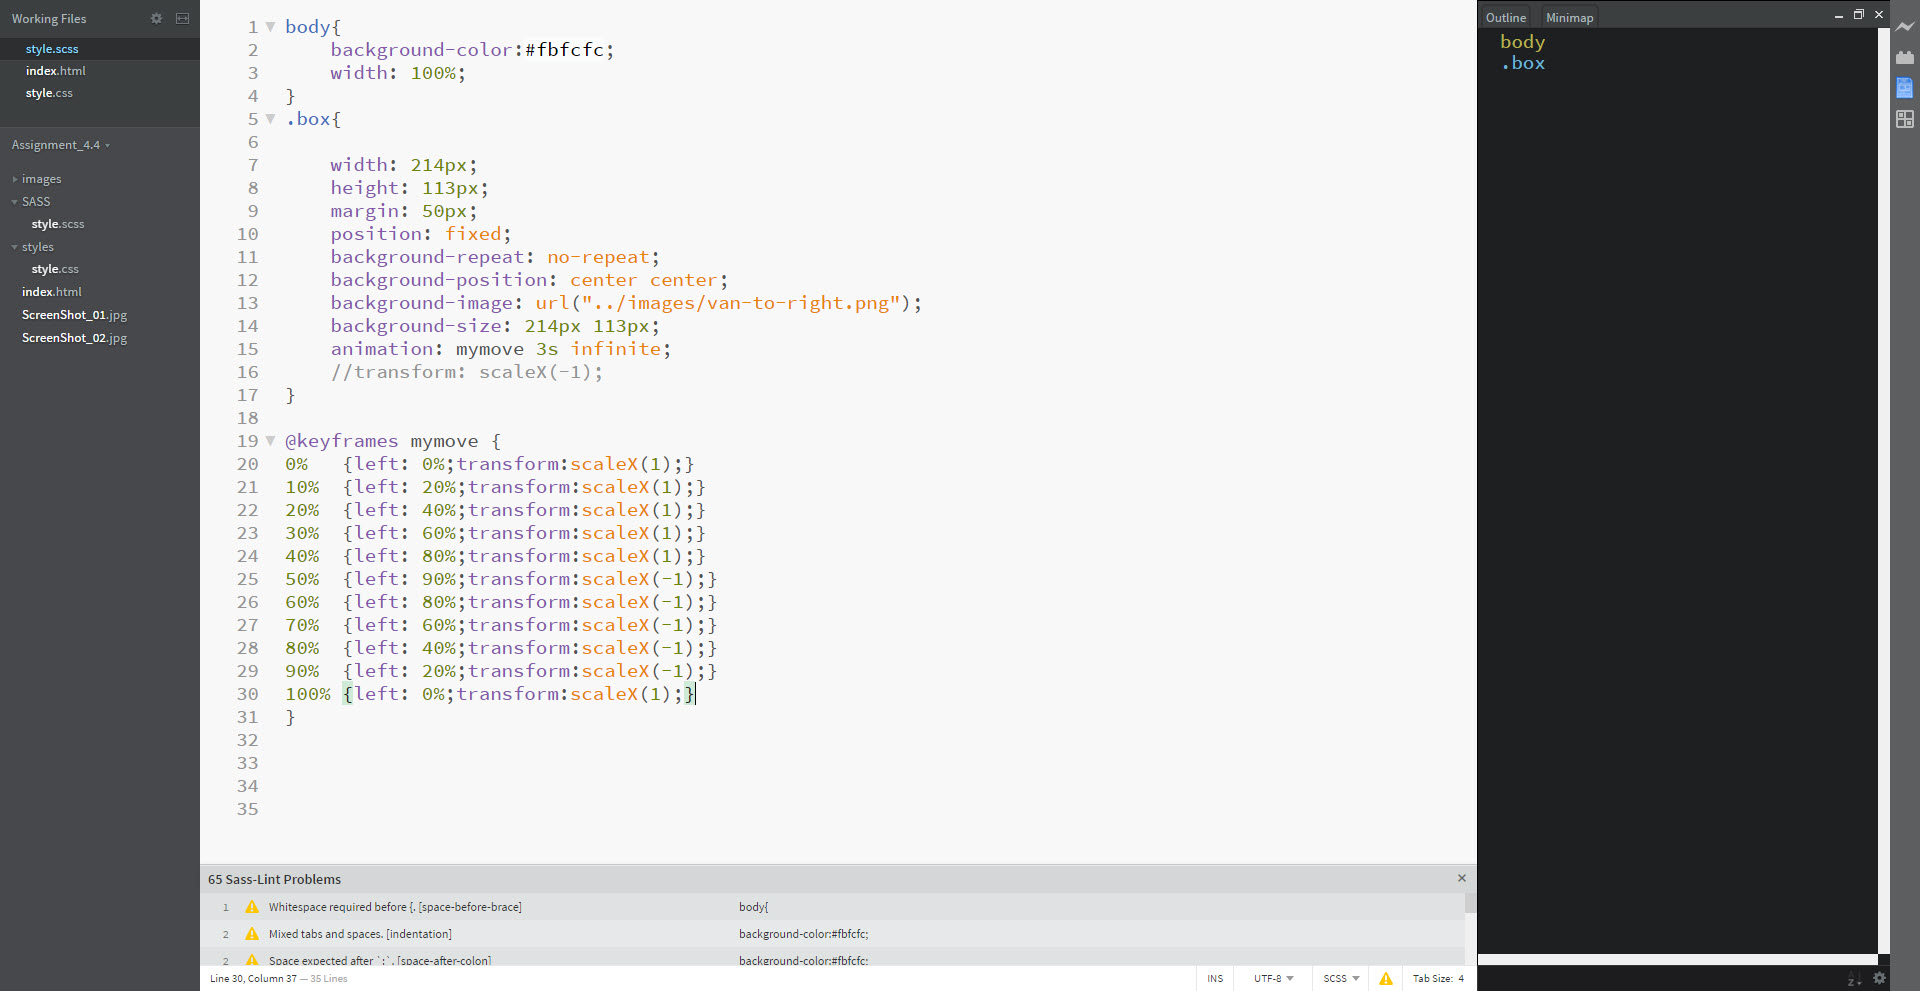 Working Files
style.scss
index.html
style.css
Assignment_4.4
images
SASS
style.scss
styles
style.css
index.html
ScreenShot_01.jpg
ScreenShot_02.jpg
1 body{
2 background-color:#fbfcfc;
3 width: 100%;
4 }
5 .box{
6
7 width: 214px;
8 height: 113px;
9 margin: 50px;
10 position: fixed;
11 background-repeat: no-repeat;
12 background-position: center center;
13 background-image: url("../images/van-to-right.png");
14 background-size: 214px 113px;
15 animation: mymove 3s infinite;
16 //transform: scaleX(-1);
17 }
18
19 @keyframes mymove {
20 0% {left: 0%;transform:scaleX(1);}
21 10% {left: 20%;transform:scaleX(1);}
22 20% {left: 40%;transform:scaleX(1);}
23 30% {left: 60%;transform:scaleX(1);}
24 40% {left: 80%;transform:scaleX(1);}
25 50% {left: 90%;transform:scaleX(-1);}
26 60% {left: 80%;transform:scaleX(-1);}
27 70% {left: 60%;transform:scaleX(-1);}
28 80% {left: 40%;transform:scaleX(-1);}
29 90% {left: 20%;transform:scaleX(-1);}
30 100% {left: 0%;transform:scaleX(1);}
31 }
32
33
34
35
65 Sass-Lint Problems
1 Whitespace required before {. [space-before-brace] body{
2 Mixed tabs and spaces. [indentation] background-color:#fbfcfc;
2 Space expected after `:`. [space-after-colon] background-color:#fbfcfc;
Line 30, Column 37 — 35 Lines
INS UTF-8 SCSS Tab Size: 4
Outline Minimap
body
.box